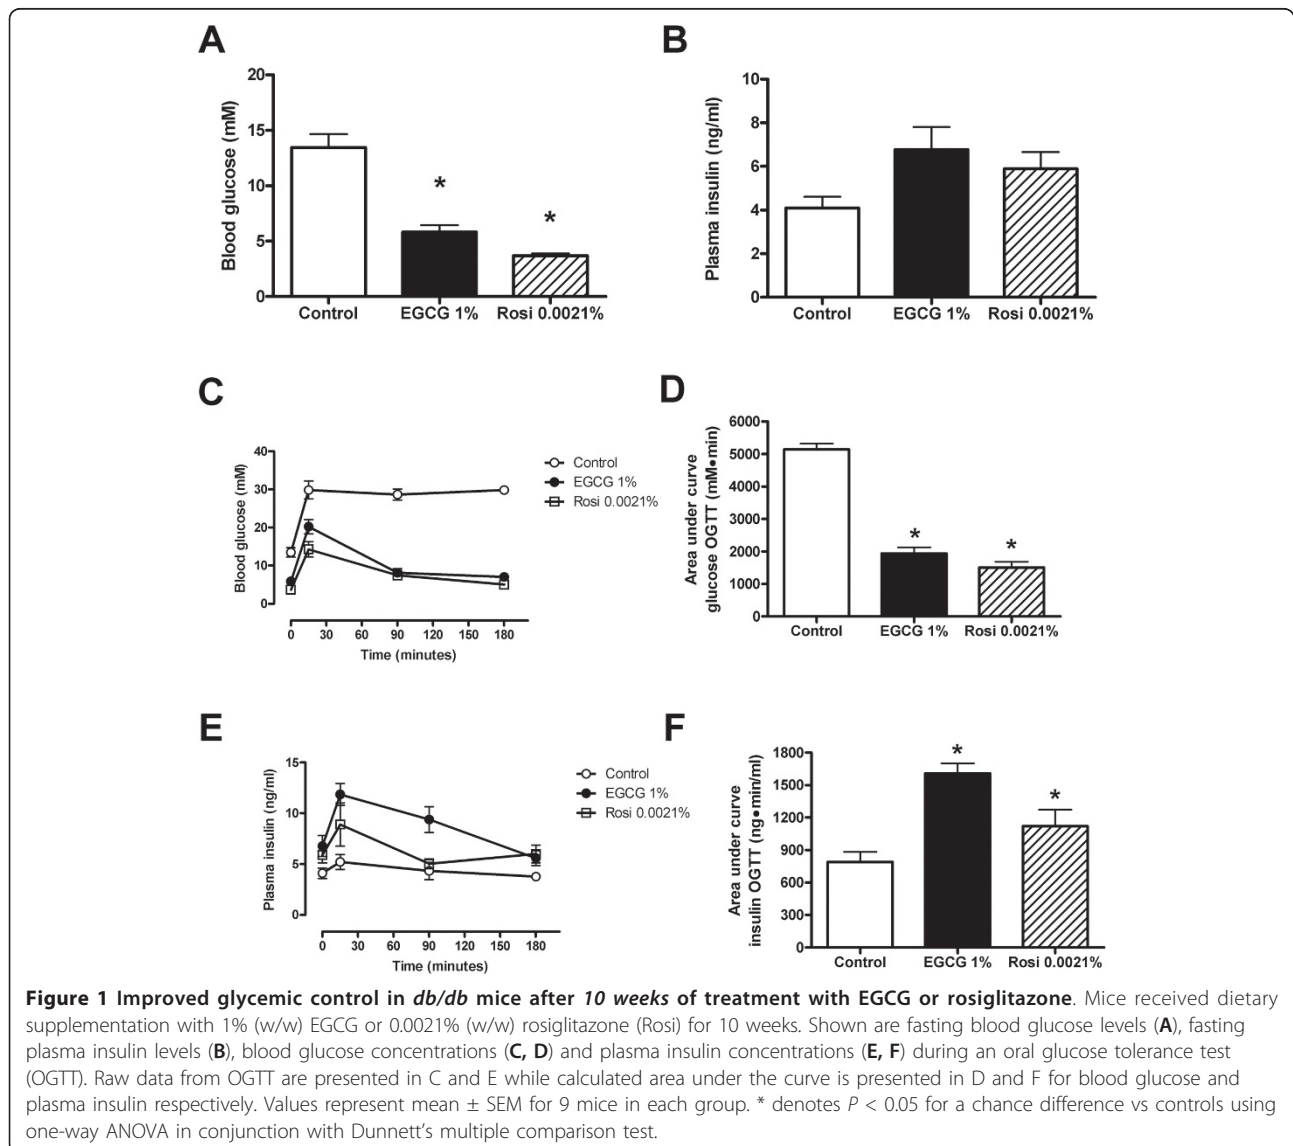 A
Blood glucose (mM)
20
15
10
5
0
*
*
Control
EGCG 1%
Rosi 0.0021%
B
Plasma insulin (ng/ml)
10
8
6
4
2
0
Control
EGCG 1%
Rosi 0.0021%
C
Blood glucose (mM)
40
30
20
10
0
0 30 60 90 120 150 180
Time (minutes)
Control
EGCG 1%
Rosi 0.0021%
D
Area under curve
glucose OGTT (mM•min)
6000
5000
4000
3000
2000
1000
0
*
*
Control
EGCG 1%
Rosi 0.0021%
E
Plasma insulin (ng/ml)
15
10
5
0
0 30 60 90 120 150 180
Time (minutes)
Control
EGCG 1%
Rosi 0.0021%
F
Area under curve
insulin OGTT (ng•min/ml)
1800
1500
1200
900
600
300
0
*
*
Control
EGCG 1%
Rosi 0.0021%
Figure 1 Improved glycemic control in db/db mice after 10 weeks of treatment with EGCG or rosiglitazone. Mice received dietary
supplementation with 1% (w/w) EGCG or 0.0021% (w/w) rosiglitazone (Rosi) for 10 weeks. Shown are fasting blood glucose levels (A), fasting
plasma insulin levels (B), blood glucose concentrations (C, D) and plasma insulin concentrations (E, F) during an oral glucose tolerance test
(OGTT). Raw data from OGTT are presented in C and E while calculated area under the curve is presented in D and F for blood glucose and
plasma insulin respectively. Values represent mean ± SEM for 9 mice in each group. * denotes P < 0.05 for a chance difference vs controls using
one-way ANOVA in conjunction with Dunnett's multiple comparison test.